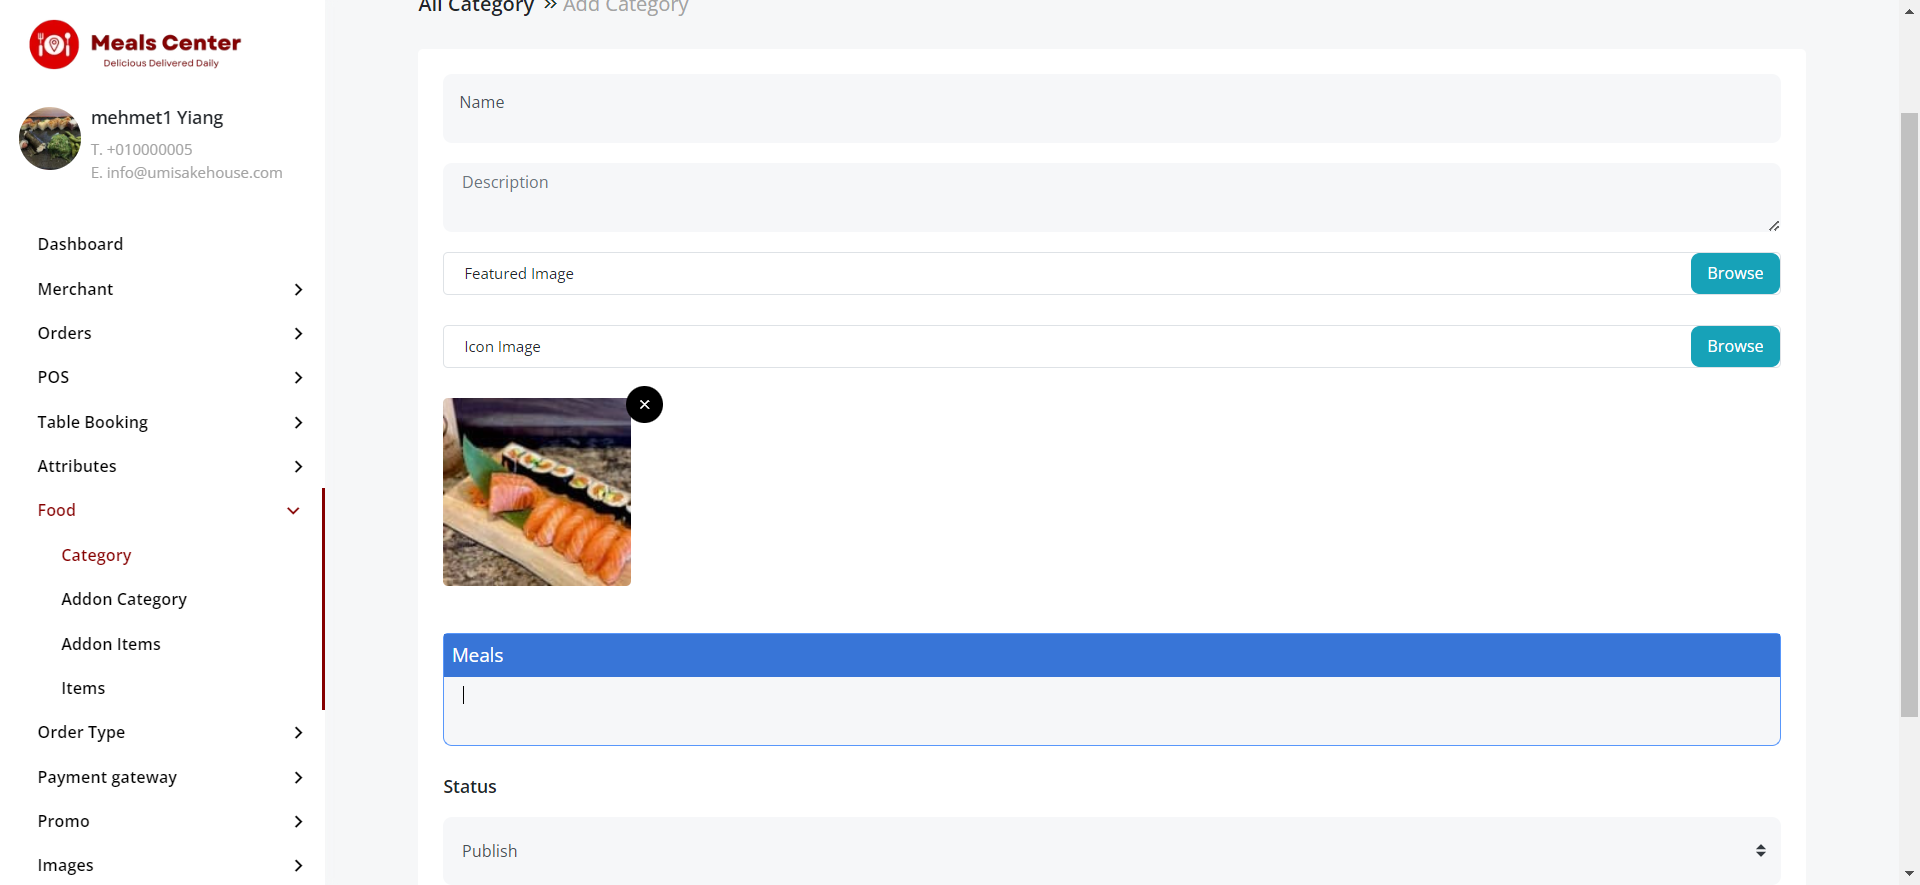 Meals Center
Delicious Delivered Daily
mehmet1 Yiang
T. +010000005
E. info@umisakehouse.com
Dashboard
Merchant
Orders
POS
Table Booking
Attributes
Food
Category
Addon Category
Addon Items
Items
Order Type
Payment gateway
Promo
Images
All Category » Add Category
Name
Description
Featured Image Browse
Icon Image Browse
Meals
Status
Publish